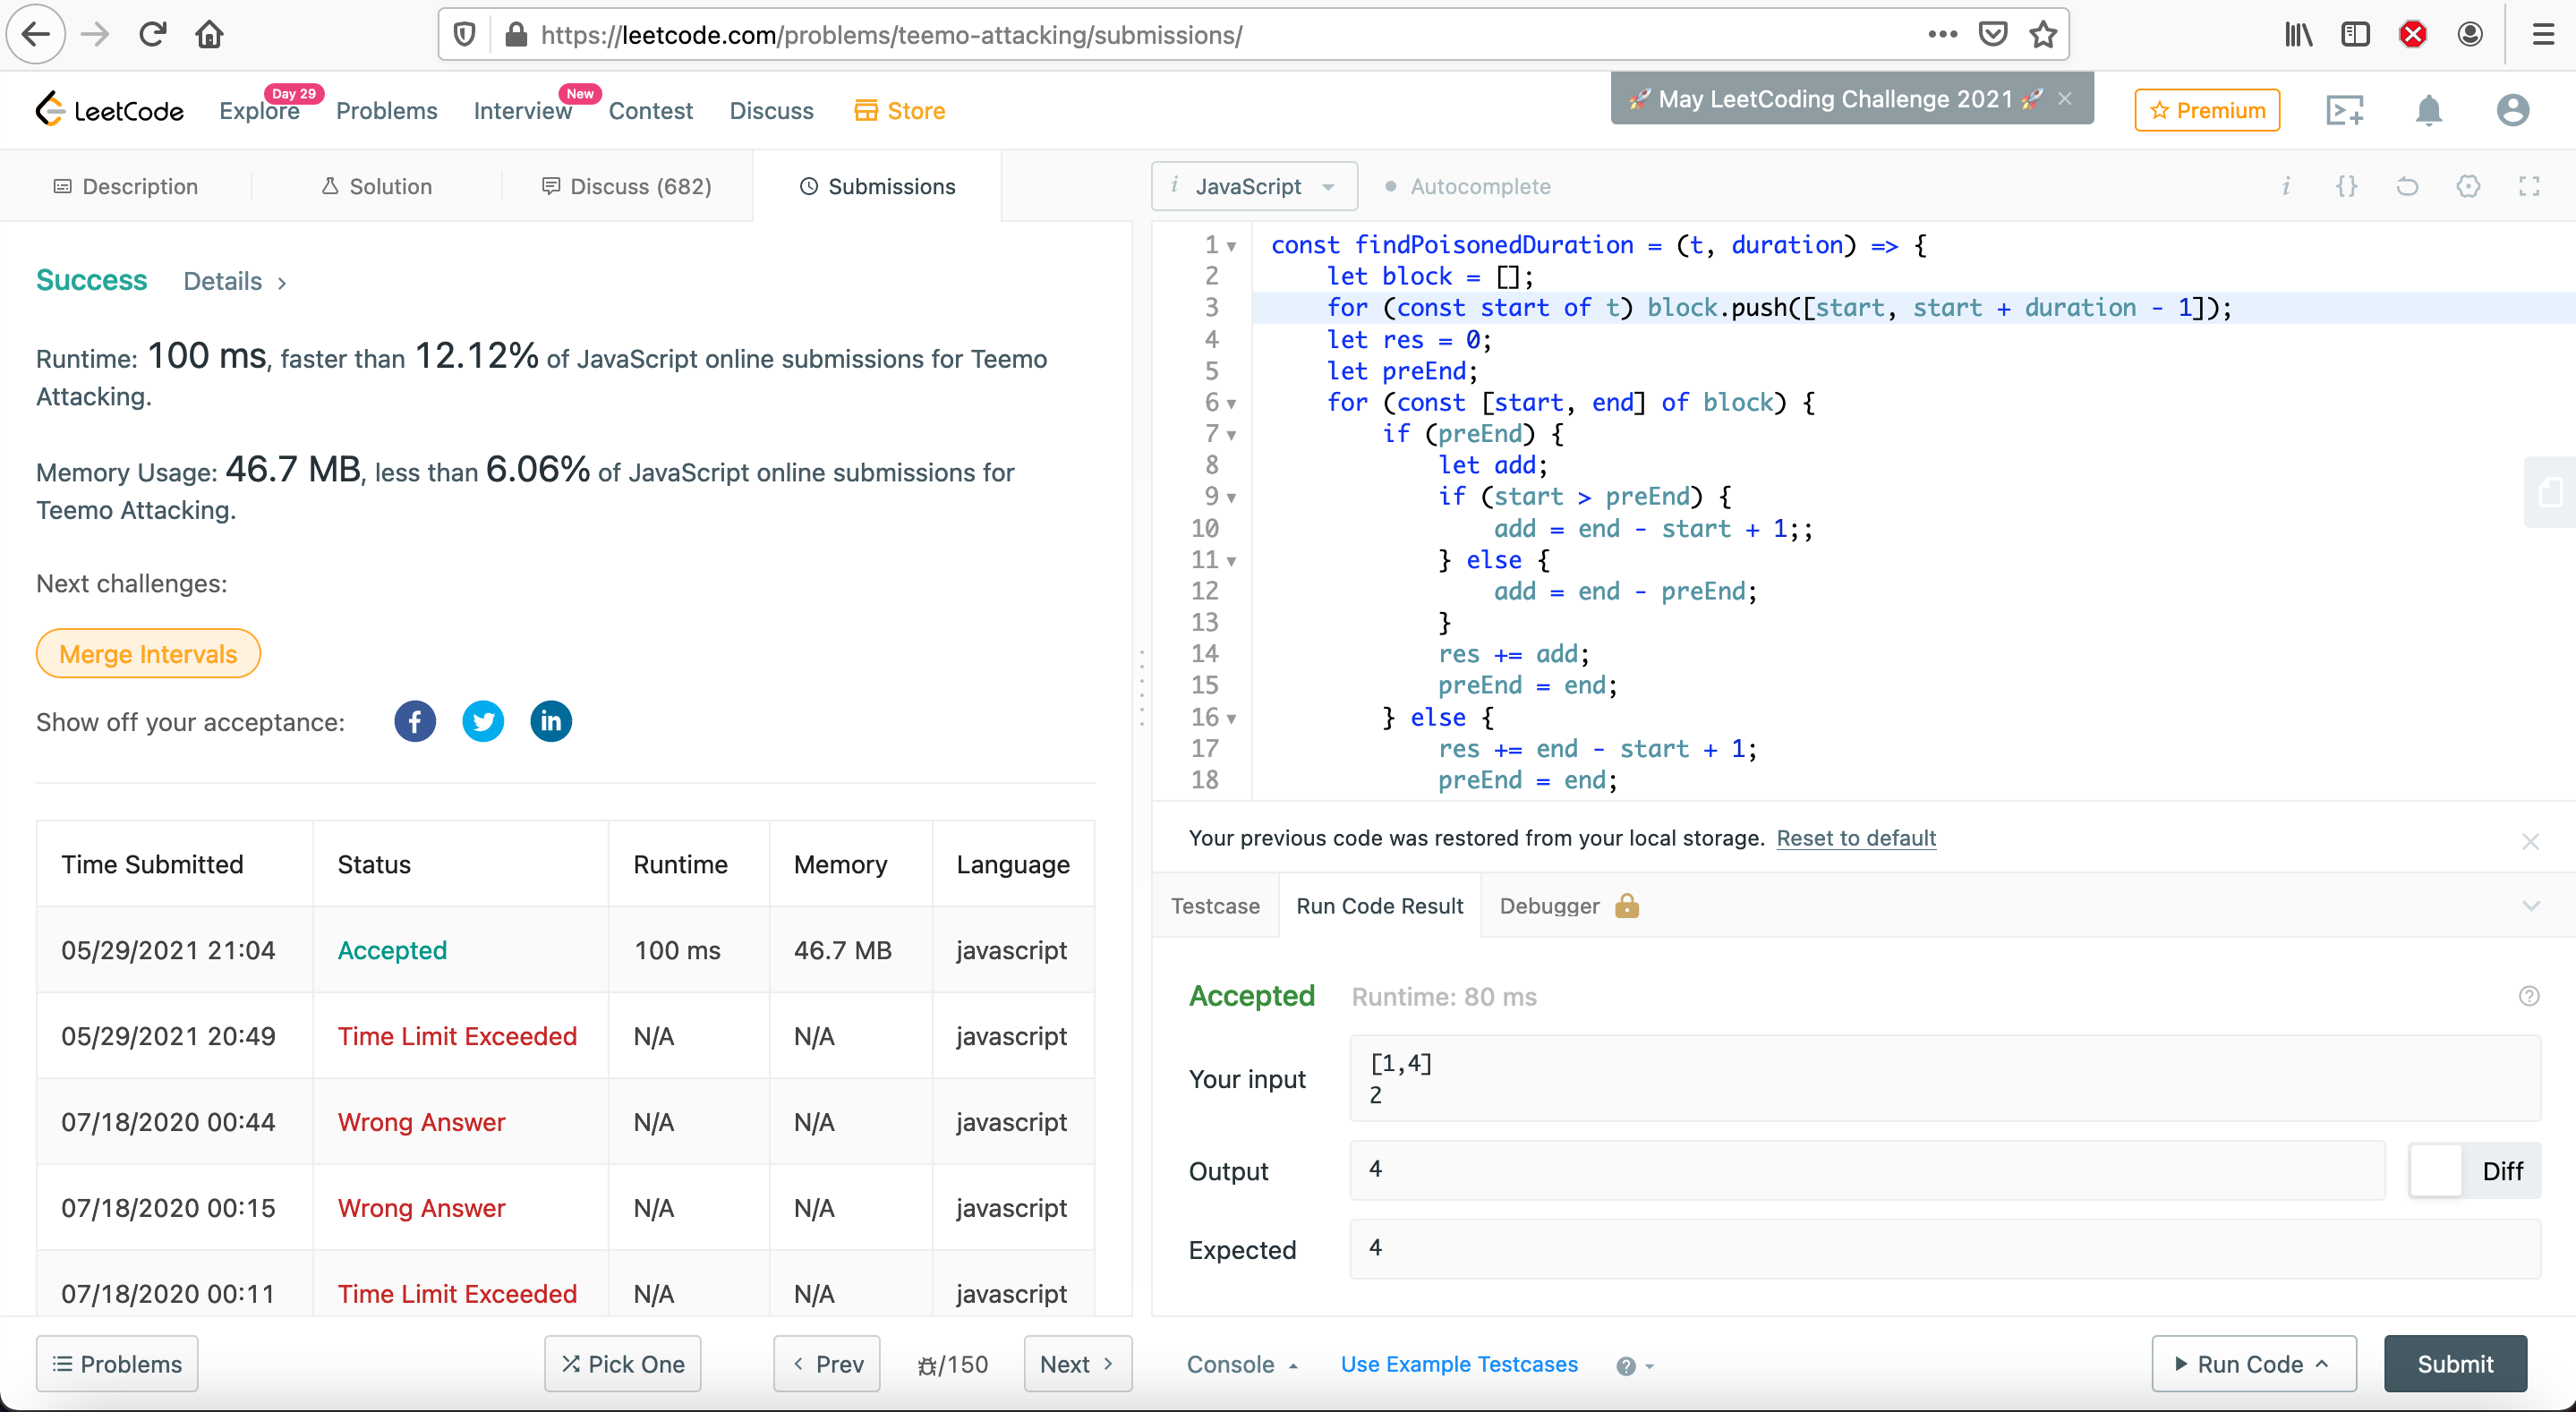 https://leetcode.com/problems/teemo-attacking/submissions/
LeetCode
Explore
Day 29
Problems
Interview
New
Contest
Discuss
Store
🚀 May LeetCoding Challenge 2021 🚀
Premium
Description
Solution
Discuss (682)
Submissions
Success
Details
Runtime: 100 ms, faster than 12.12% of JavaScript online submissions for Teemo
Attacking.
Memory Usage: 46.7 MB, less than 6.06% of JavaScript online submissions for
Teemo Attacking.
Next challenges:
Merge Intervals
Show off your acceptance:
Time Submitted Status Runtime Memory Language
05/29/2021 21:04 Accepted 100 ms 46.7 MB javascript
05/29/2021 20:49 Time Limit Exceeded N/A N/A javascript
07/18/2020 00:44 Wrong Answer N/A N/A javascript
07/18/2020 00:15 Wrong Answer N/A N/A javascript
07/18/2020 00:11 Time Limit Exceeded N/A N/A javascript
Problems
Pick One
Prev
/150
Next
i JavaScript
Autocomplete
1 const findPoisonedDuration = (t, duration) => {
2 let block = [];
3 for (const start of t) block.push([start, start + duration - 1]);
4 let res = 0;
5 let preEnd;
6 for (const [start, end] of block) {
7 if (preEnd) {
8 let add;
9 if (start > preEnd) {
10 add = end - start + 1;;
11 } else {
12 add = end - preEnd;
13 }
14 res += add;
15 preEnd = end;
16 } else {
17 res += end - start + 1;
18 preEnd = end;
Your previous code was restored from your local storage. Reset to default
Testcase
Run Code Result
Debugger
Accepted
Runtime: 80 ms
Your input
[1,4]
2
Output
4
Diff
Expected
4
Console
Use Example Testcases
Run Code
Submit